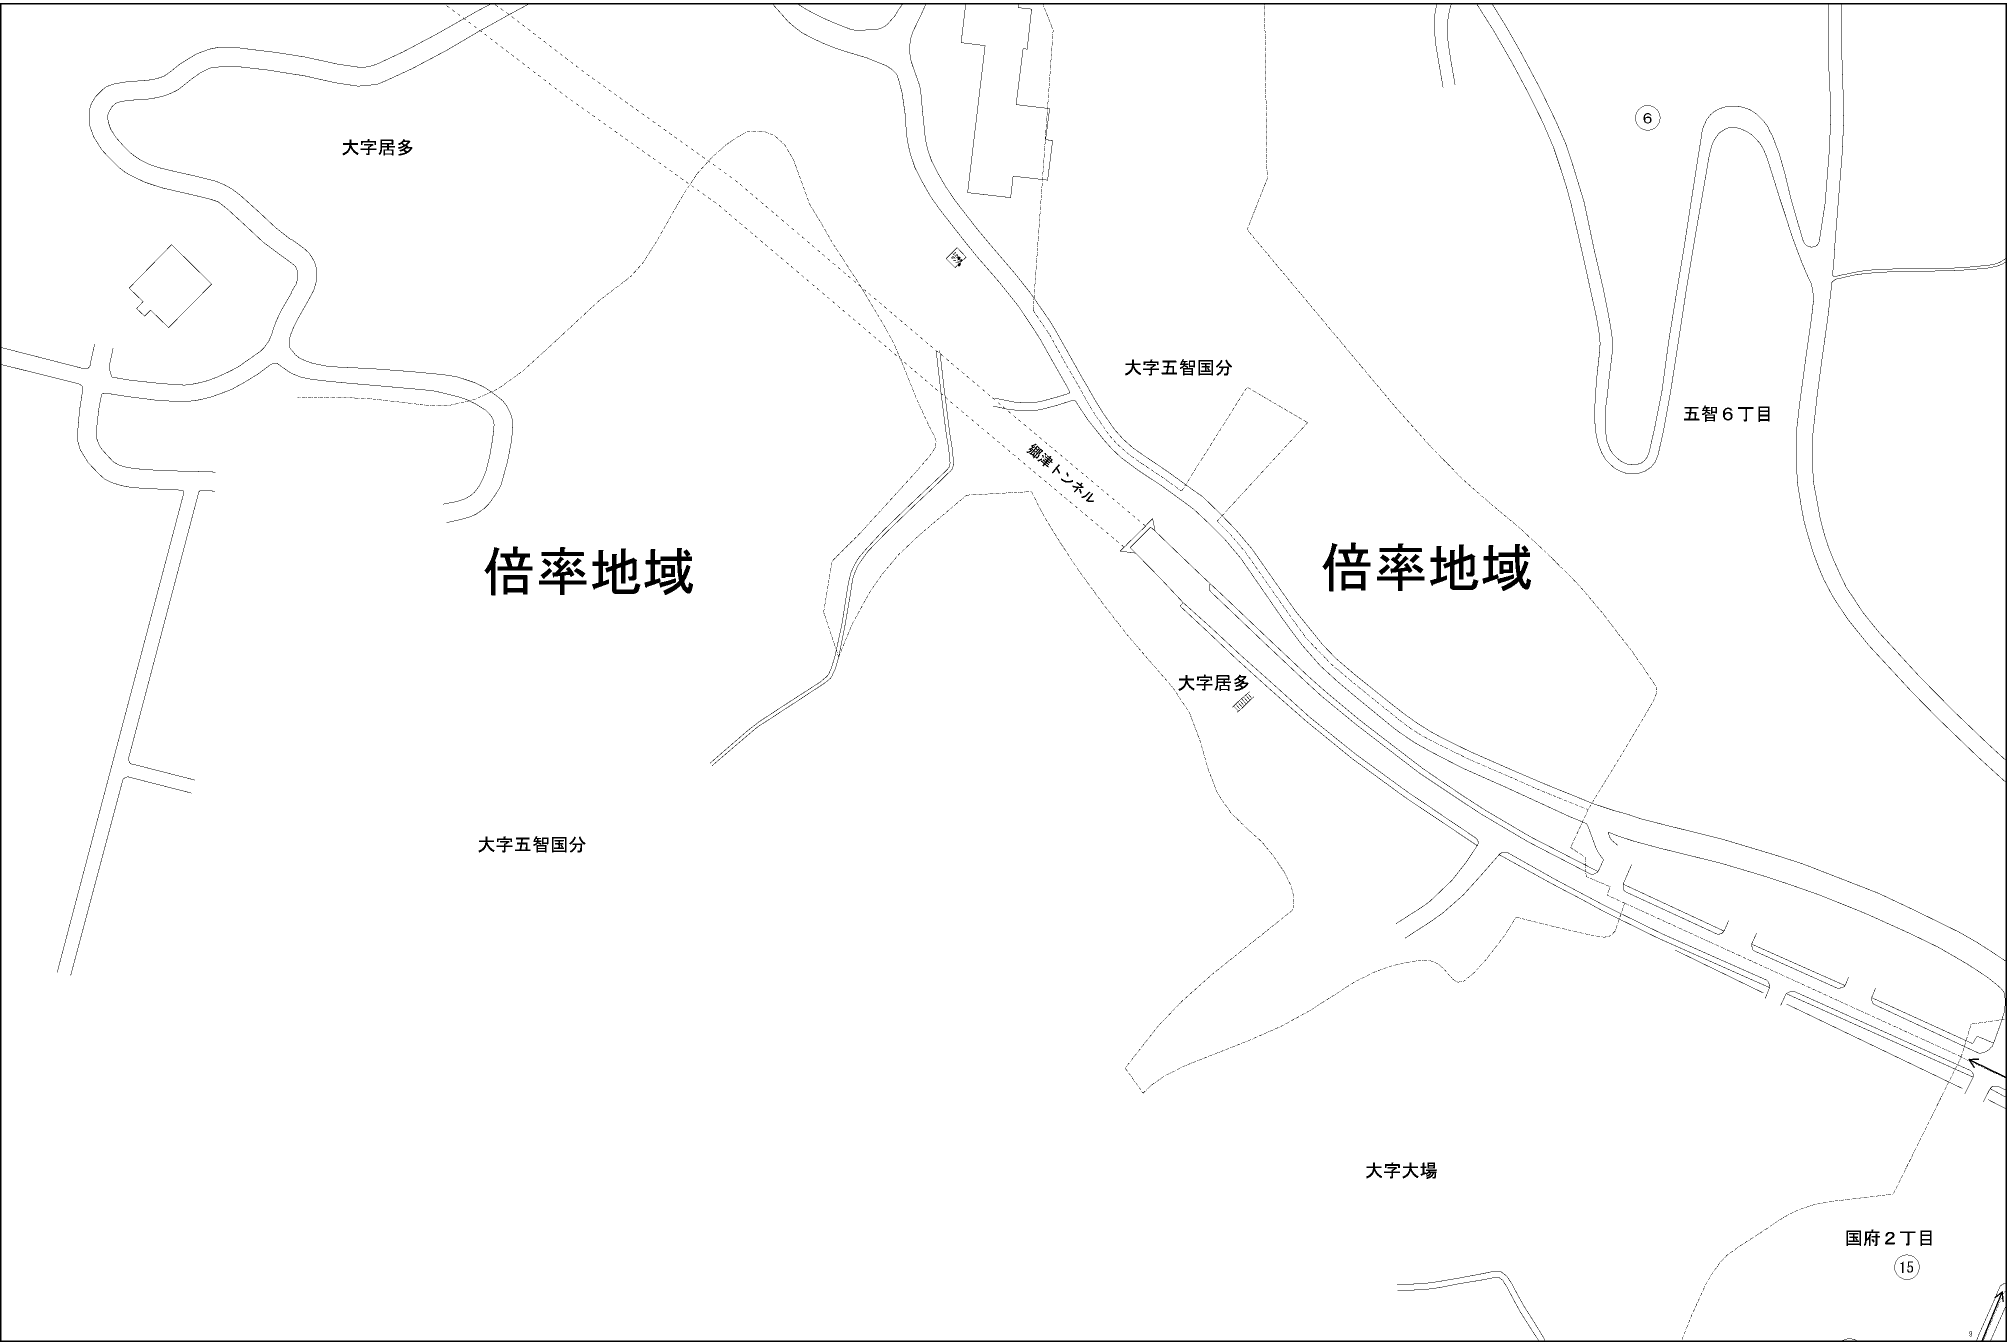 6
大字居多
大字五智国分
五智６丁目
郷津トンネル
倍率地域
倍率地域
大字居多
大字五智国分
大字大場
国府２丁目
15